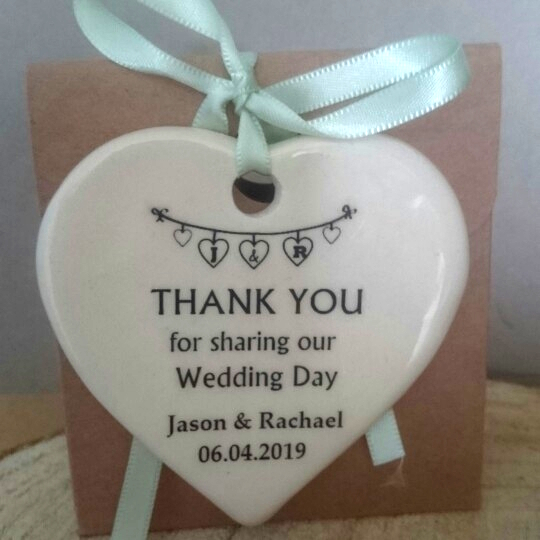 J & R
THANK YOU
for sharing our
Wedding Day
Jason & Rachael
06.04.2019